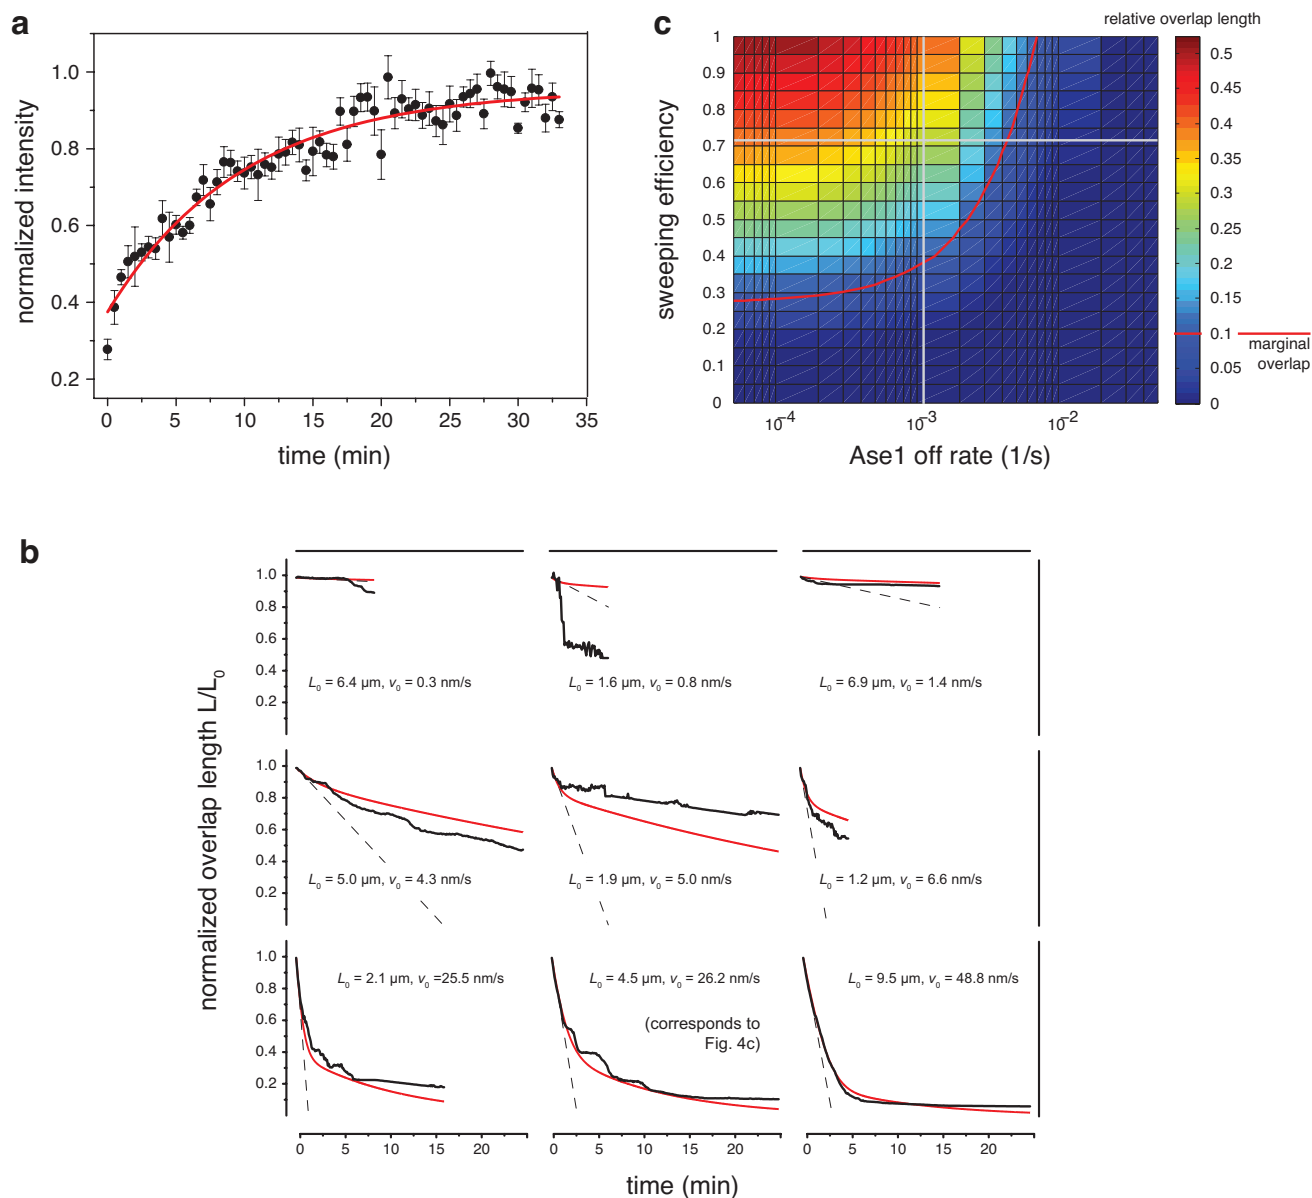 a
normalized intensity
1.0
0.8
0.6
0.4
0.2
0 5 10 15 20 25 30 35
time (min)
c
relative overlap length
sweeping efficiency
1
0.9
0.8
0.7
0.6
0.5
0.4
0.3
0.2
0.1
0
10⁻⁴ 10⁻³ 10⁻²
Ase1 off rate (1/s)
0.5
0.45
0.4
0.35
0.3
0.25
0.2
0.15
0.1
0.05
0
marginal
overlap
b
normalized overlap length L/L₀
1.0
0.8
0.6
0.4
0.2
L₀ = 6.4 µm, v₀ = 0.3 nm/s
L₀ = 1.6 µm, v₀ = 0.8 nm/s
L₀ = 6.9 µm, v₀ = 1.4 nm/s
1.0
0.8
0.6
0.4
0.2
L₀ = 5.0 µm, v₀ = 4.3 nm/s
L₀ = 1.9 µm, v₀ = 5.0 nm/s
L₀ = 1.2 µm, v₀ = 6.6 nm/s
1.0
0.8
0.6
0.4
0.2
L₀ = 2.1 µm, v₀ =25.5 nm/s
L₀ = 4.5 µm, v₀ = 26.2 nm/s
(corresponds to
Fig. 4c)
L₀ = 9.5 µm, v₀ = 48.8 nm/s
0 5 10 15 20 0 5 10 15 20 0 5 10 15 20
time (min)